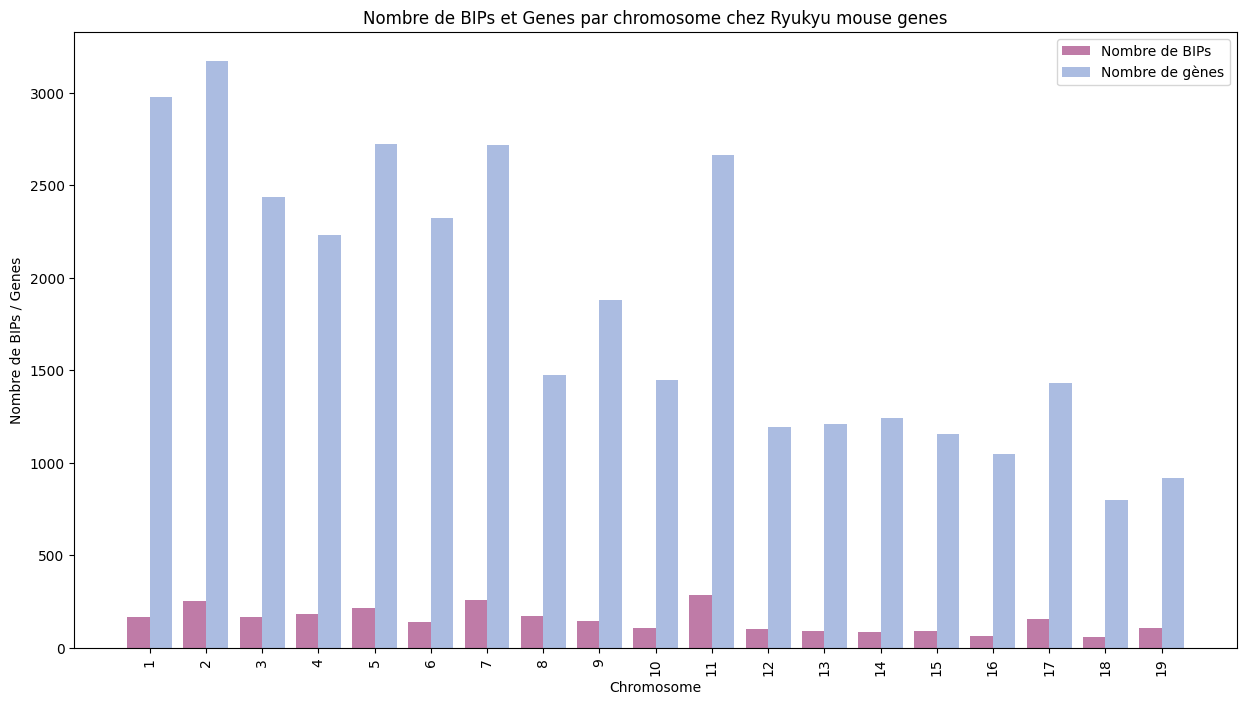 Nombre de BIPs et Genes par chromosome chez Ryukyu mouse genes
Nombre de BIPs
Nombre de gènes
Nombre de BIPs / Genes
3000
2500
2000
1500
1000
500
0
1 2 3 4 5 6 7 8 9 10 11 12 13 14 15 16 17 18 19
Chromosome